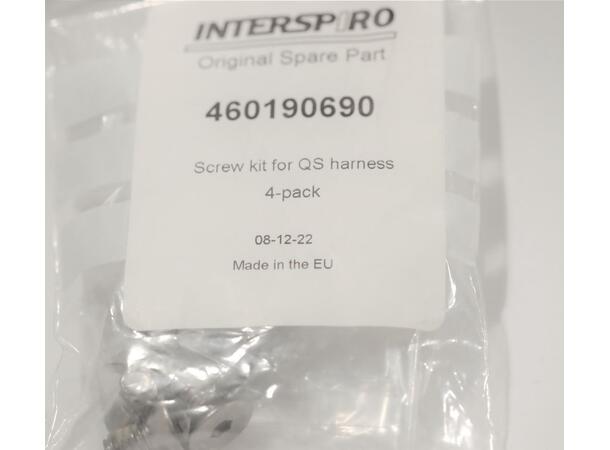 INTERSPIRO
Original Spare Part
460190690
Screw kit for QS harness
4-pack
08-12-22
Made in the EU